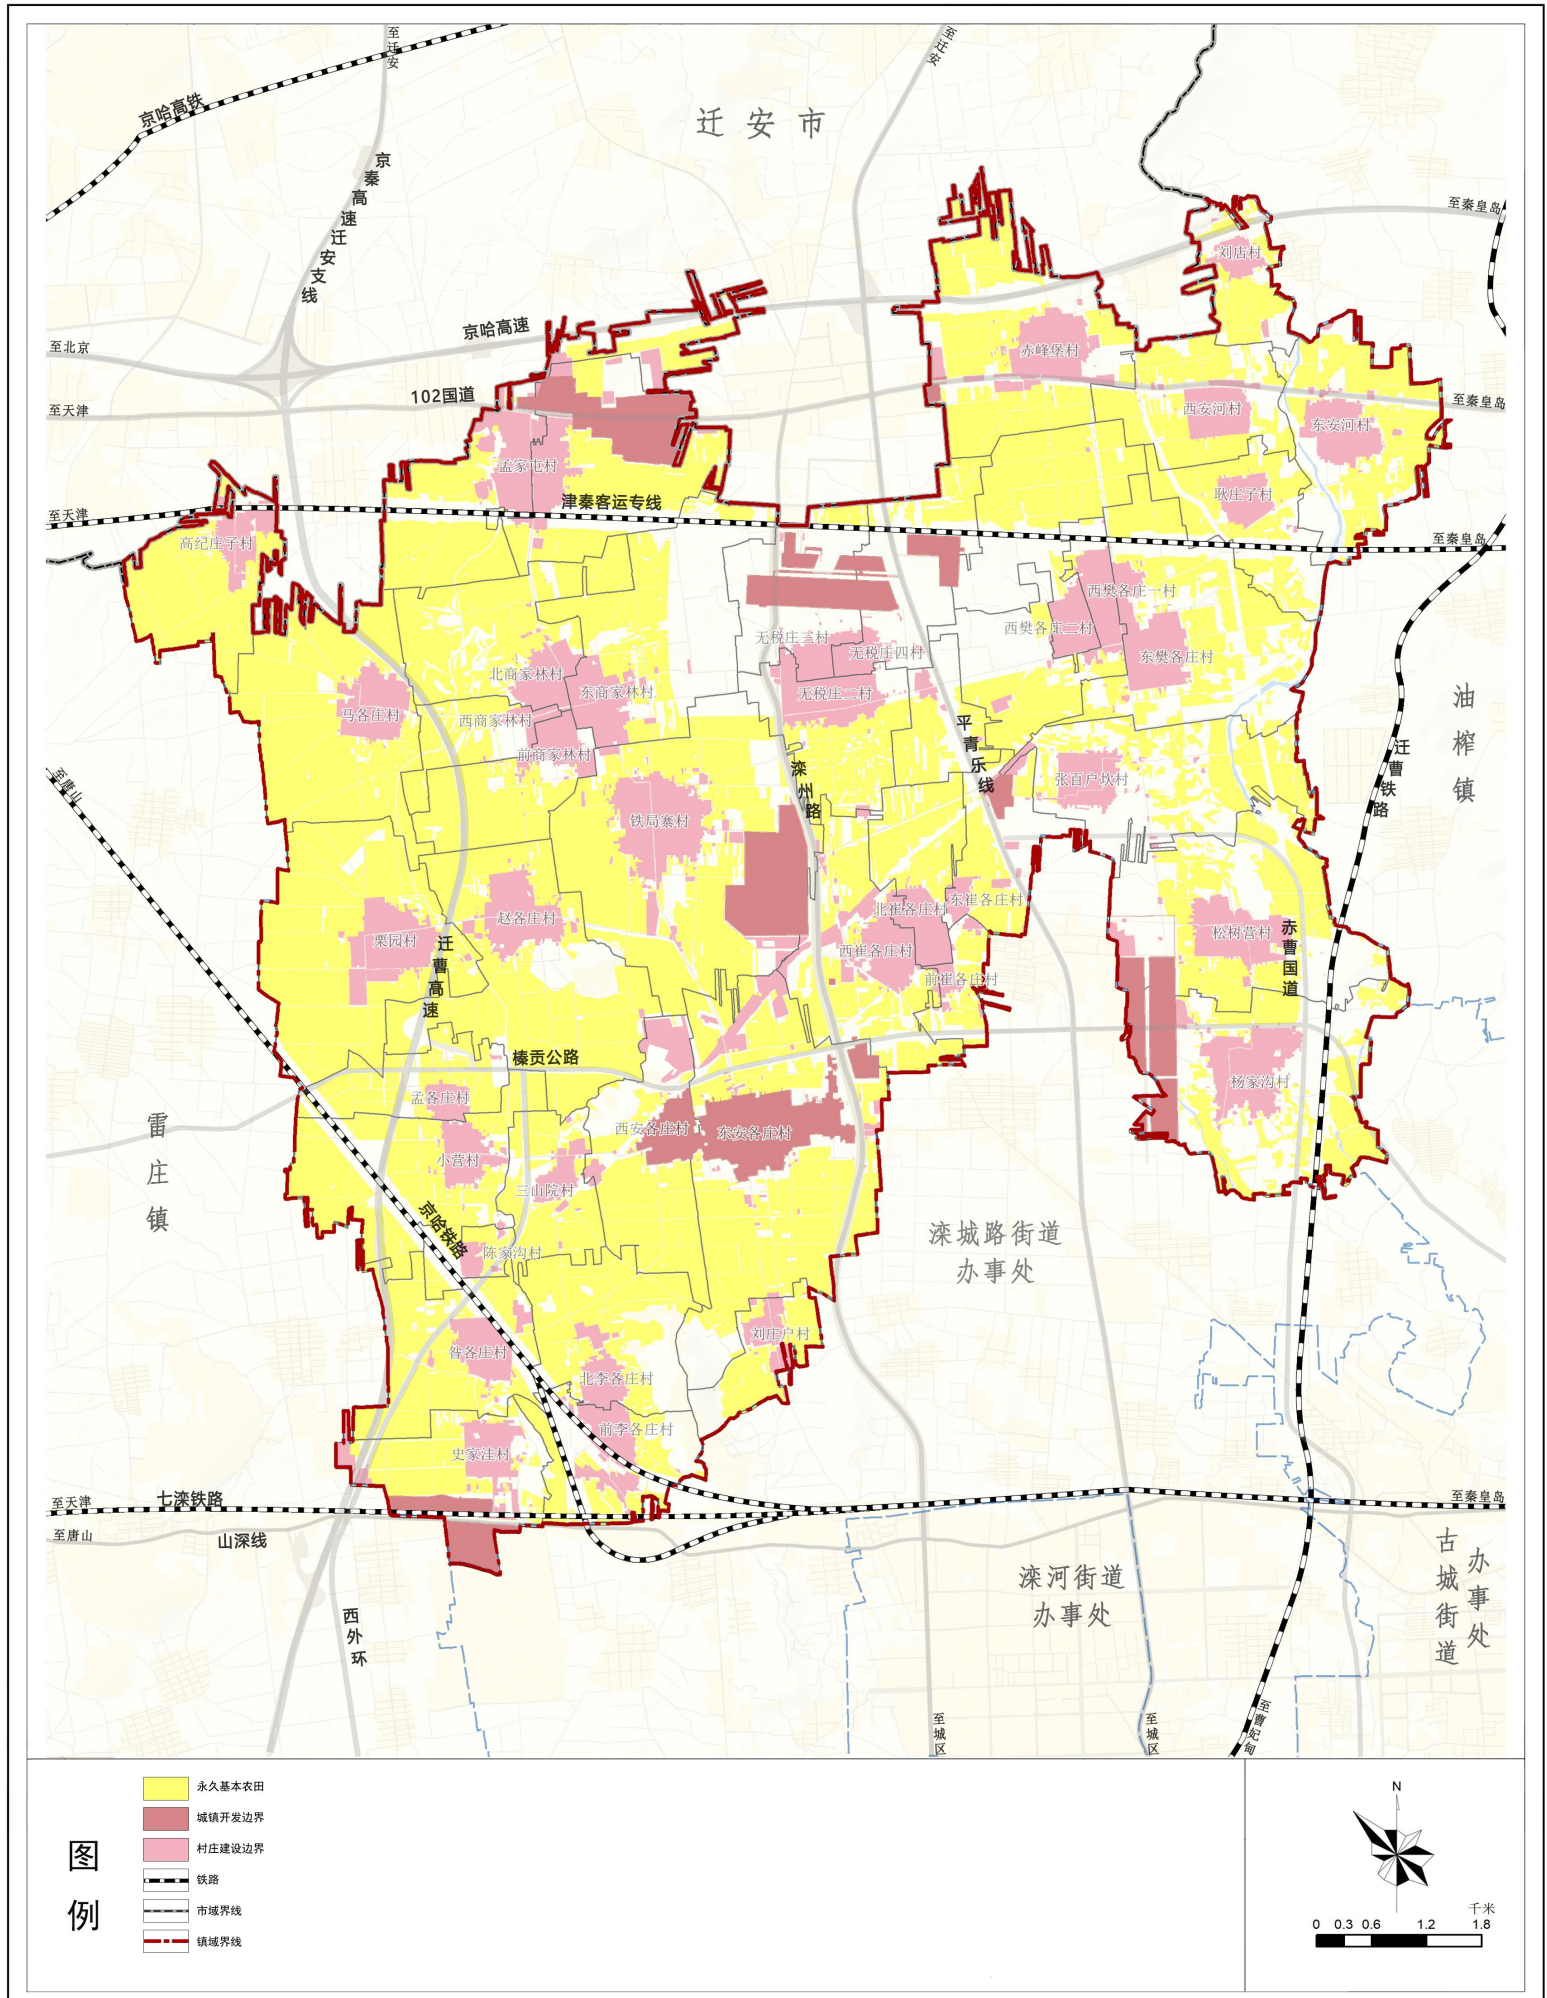 至迁安
至迁安
京哈高铁
迁安市
京秦高速迁安支线
至秦皇岛
刘店村
京哈高速
至北京
赤峰堡村
102国道
至天津
至秦皇岛
西安河村
东安河村
孟家屯村
耿庄子村
津秦客运专线
至天津
至秦皇岛
高纪庄子村
西樊各庄一村
西樊各庄二村
无税庄三村
无税庄四村
东樊各庄村
北商家林村
东商家林村
无税庄二村
马各庄村
西商家林村
前商家林村
平青乐线
油榨镇
迁曹铁路
至唐山
滦州路
张百户坎村
铁局寨村
北崔各庄村
东崔各庄村
赵各庄村
栗园村
西崔各庄村
松树营村
赤曹国道
迁曹高速
前崔各庄村
榛贡公路
杨家沟村
孟各庄村
西安各庄村
东安各庄村
雷庄镇
小营村
三山院村
京哈铁路
陈家沟村
滦城路街道
办事处
刘庄户村
昝各庄村
北李各庄村
前李各庄村
史家洼村
至天津
七滦铁路
至秦皇岛
至唐山
山深线
滦河街道
办事处
古城街道
办事处
西外环
至城区
至城区
至曹妃甸
图例
永久基本农田
城镇开发边界
村庄建设边界
铁路
市域界线
镇域界线
N
千米
0 0.3 0.6 1.2 1.8